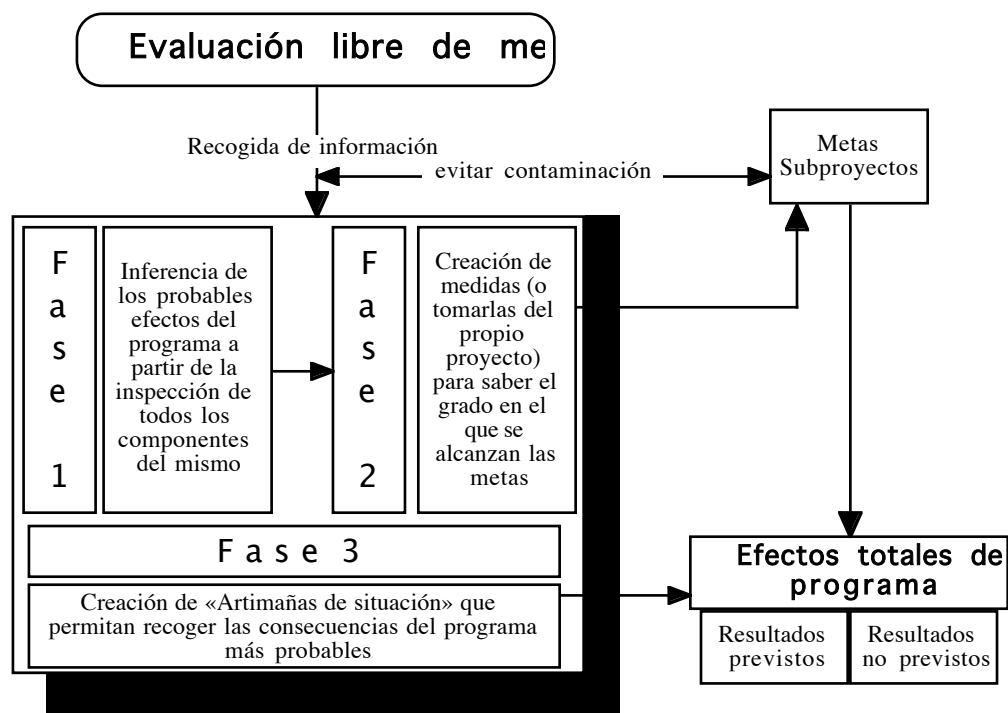 Evaluación libre de me
Recogida de información
evitar contaminación
Metas
Subproyectos
Fase 1
Inferencia de
los probables
efectos del
programa a
partir de la
inspección de
todos los
componentes
del mismo
Fase 2
Creación de
medidas (o
tomarlas del
propio
proyecto)
para saber el
grado en el
que se
alcanzan las
metas
Fase 3
Creación de «Artimañas de situación» que
permitan recoger las consecuencias del programa
más probables
Efectos totales de
programa
Resultados
previstos
Resultados
no previstos